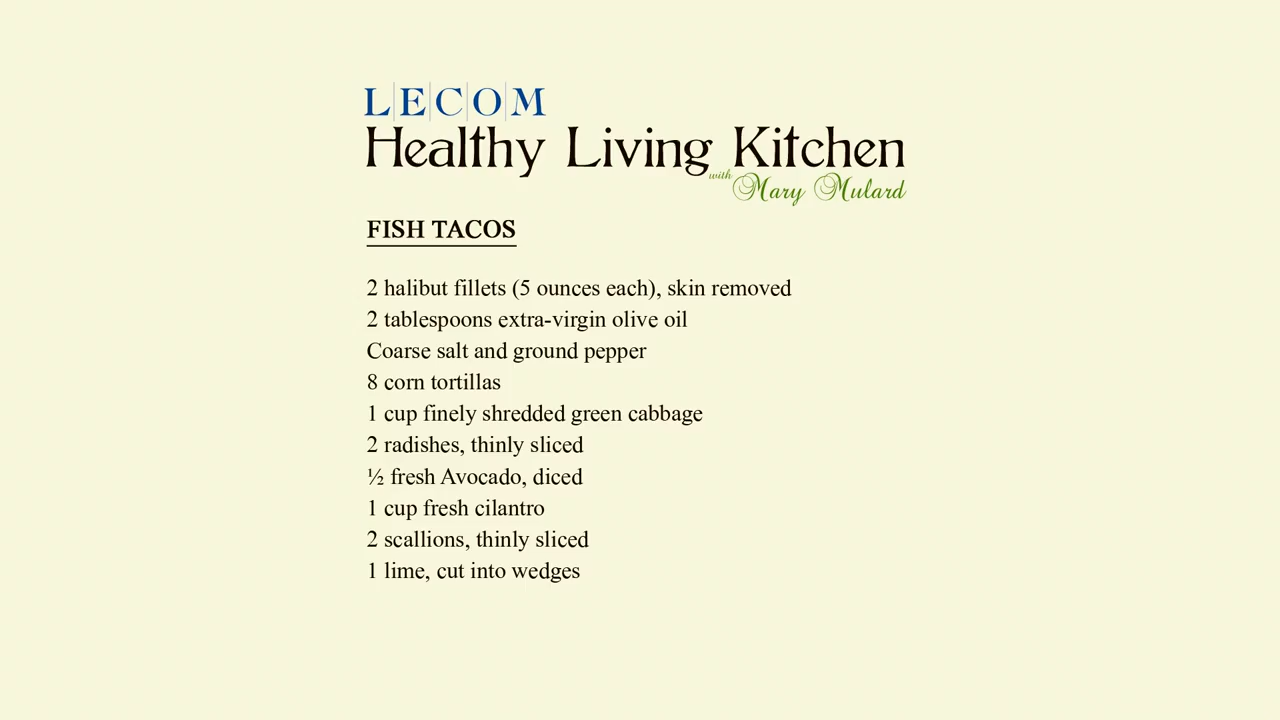 LECOM
Healthy Living Kitchen
with Mary Mulard
FISH TACOS
2 halibut fillets (5 ounces each), skin removed
2 tablespoons extra-virgin olive oil
Coarse salt and ground pepper
8 corn tortillas
1 cup finely shredded green cabbage
2 radishes, thinly sliced
½ fresh Avocado, diced
1 cup fresh cilantro
2 scallions, thinly sliced
1 lime, cut into wedges